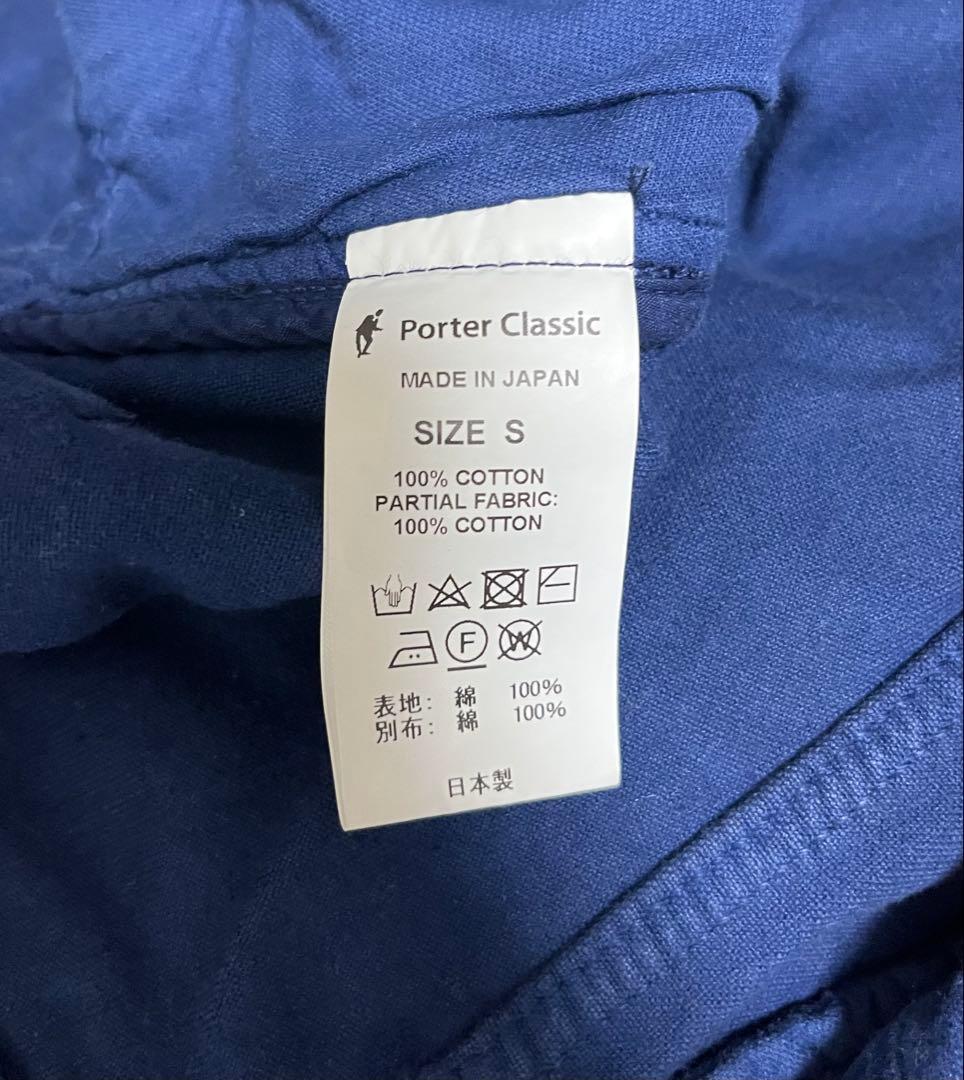 Porter Classic
MADE IN JAPAN
SIZE S
100% COTTON
PARTIAL FABRIC:
100% COTTON
F
W
表地: 綿 100%
別布: 綿 100%
日本製